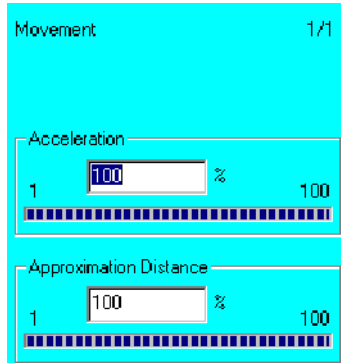 Movement 1/1
Acceleration
100 %
1 100
Approximation Distance
100 %
1 100